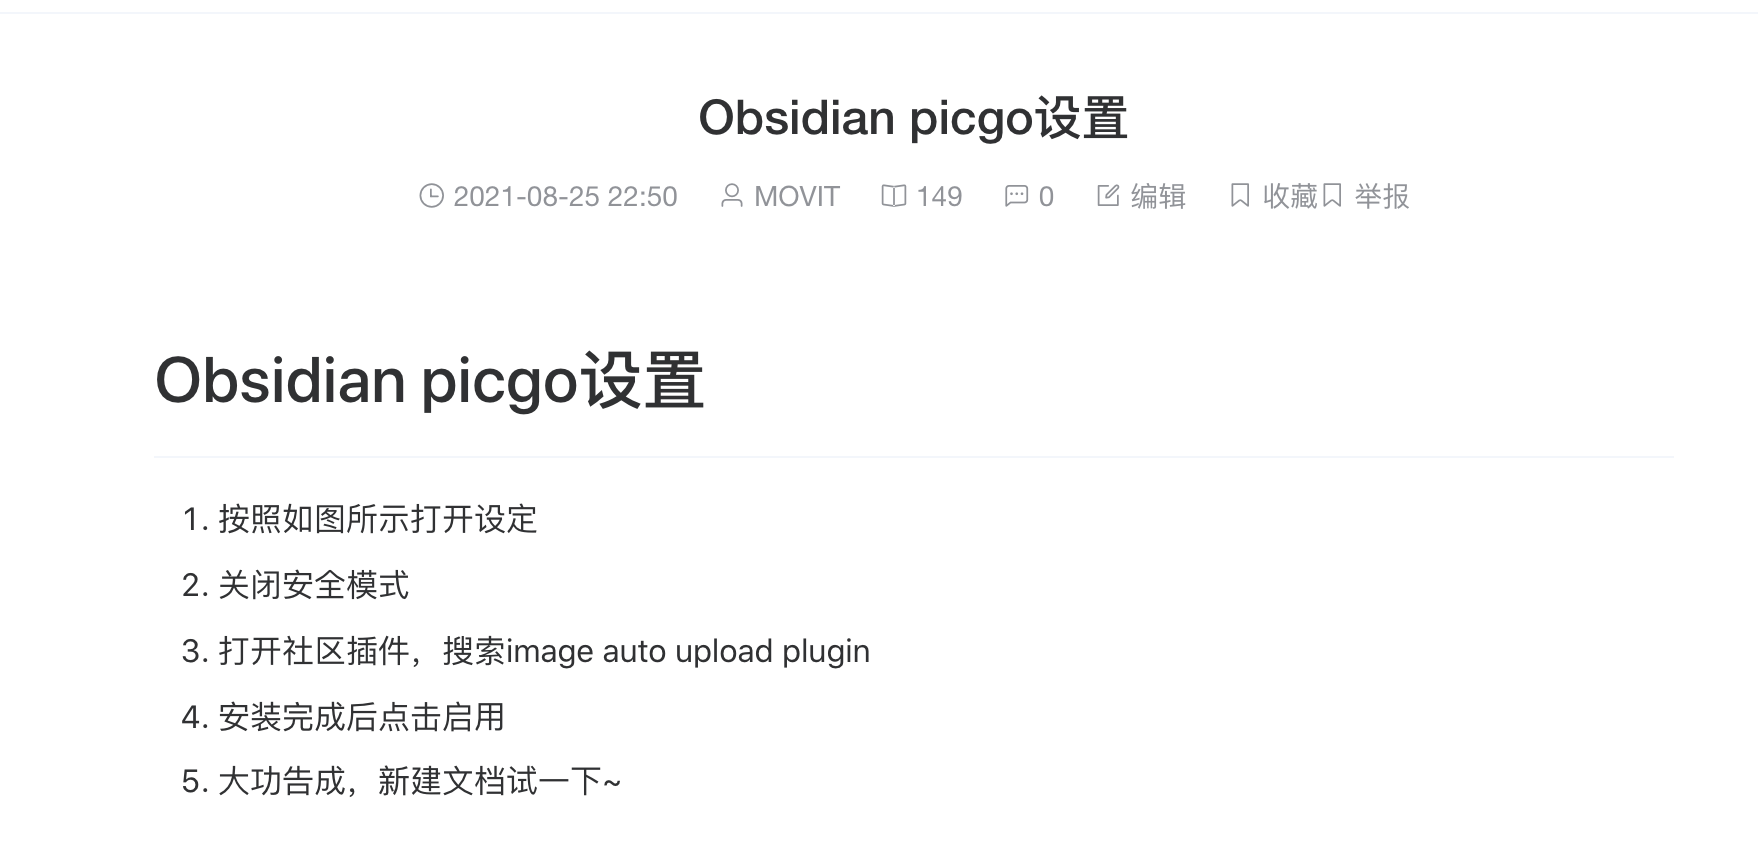 Obsidian picgo设置
2021-08-25 22:50 MOVIT 149 0 编辑 收藏 举报
Obsidian picgo设置
1. 按照如图所示打开设定
2. 关闭安全模式
3. 打开社区插件，搜索image auto upload plugin
4. 安装完成后点击启用
5. 大功告成，新建文档试一下~